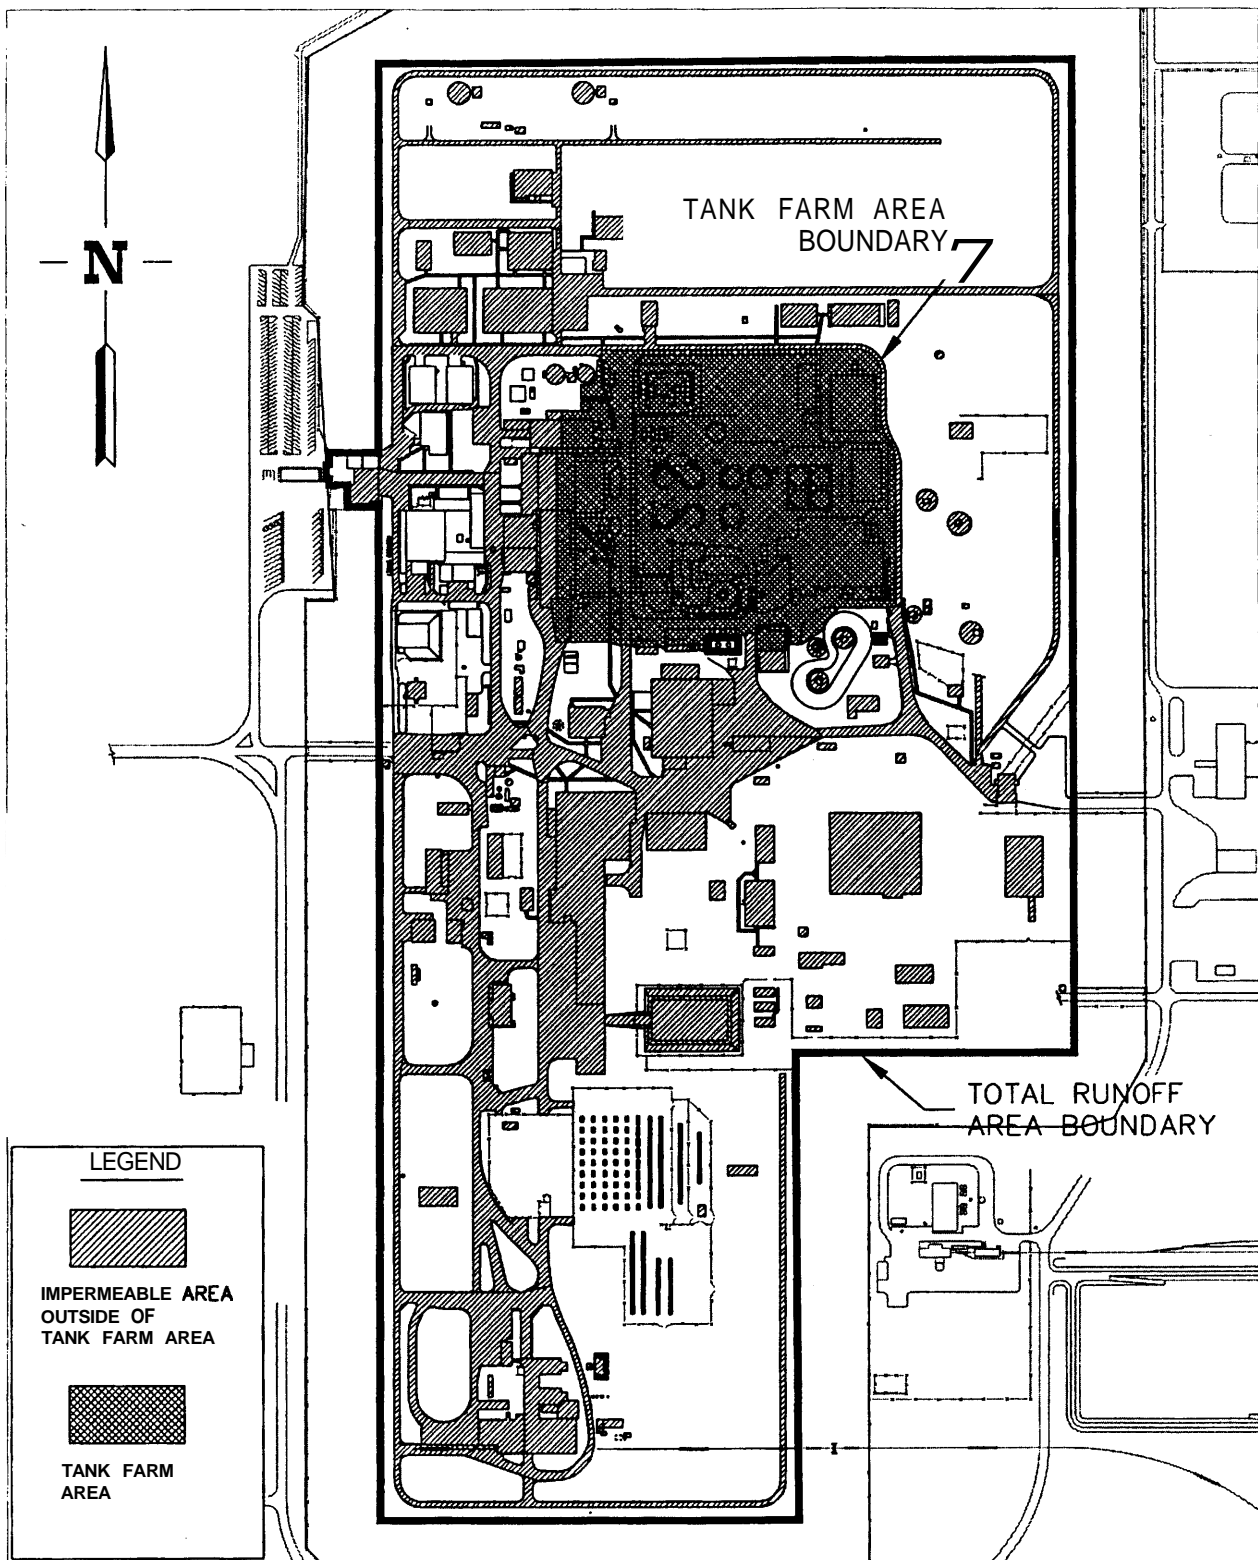 N
TANK FARM AREA
BOUNDARY
TOTAL RUNOFF
AREA BOUNDARY
LEGEND
IMPERMEABLE AREA
OUTSIDE OF
TANK FARM AREA
TANK FARM
AREA